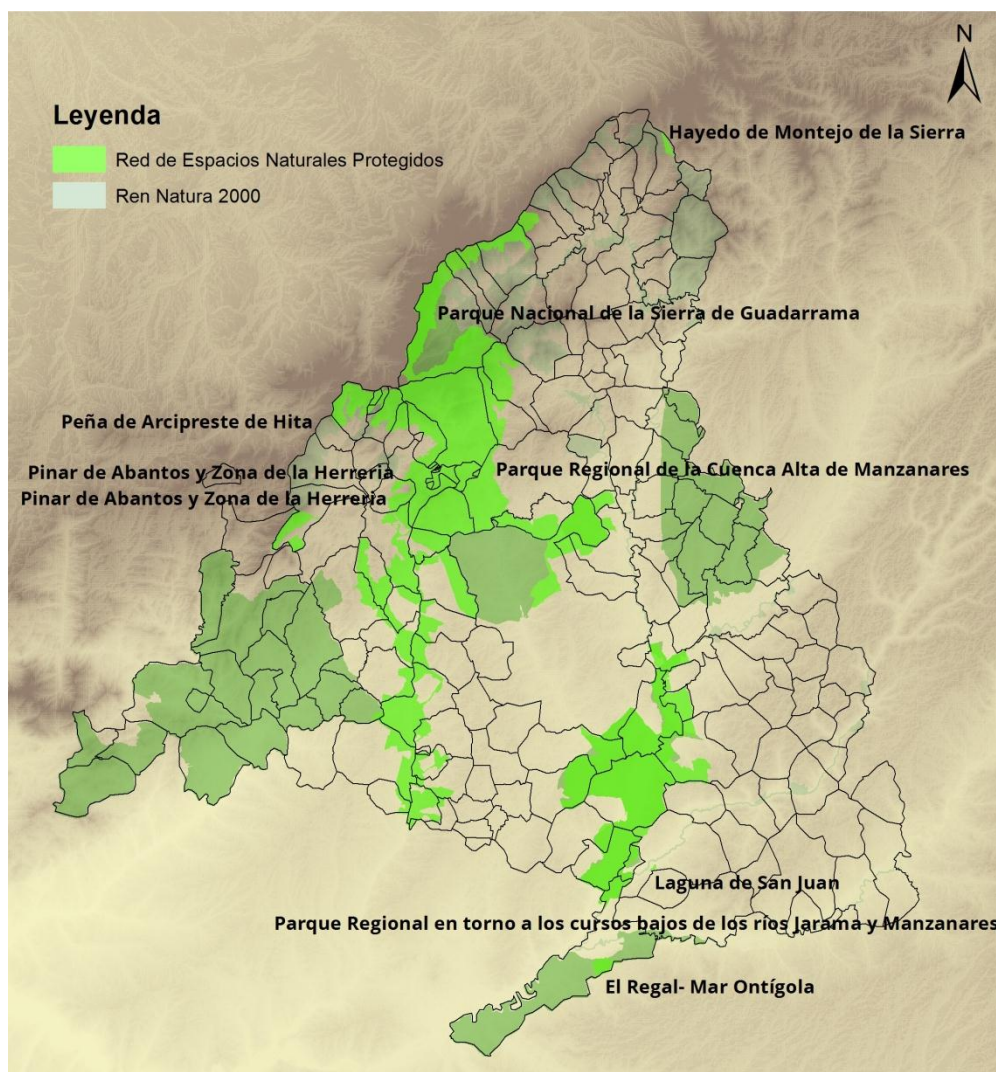 N
Leyenda
Red de Espacios Naturales Protegidos
Ren Natura 2000
Hayedo de Montejo de la Sierra
Parque Nacional de la Sierra de Guadarrama
Peña de Arcipreste de Hita
Pinar de Abantos y Zona de la Herreria
Parque Regional de la Cuenca Alta de Manzanares
Pinar de Abantos y Zona de la Herreria
Laguna de San Juan
Parque Regional en torno a los cursos bajos de los ríos Jarama y Manzanares
El Regal- Mar Ontígola